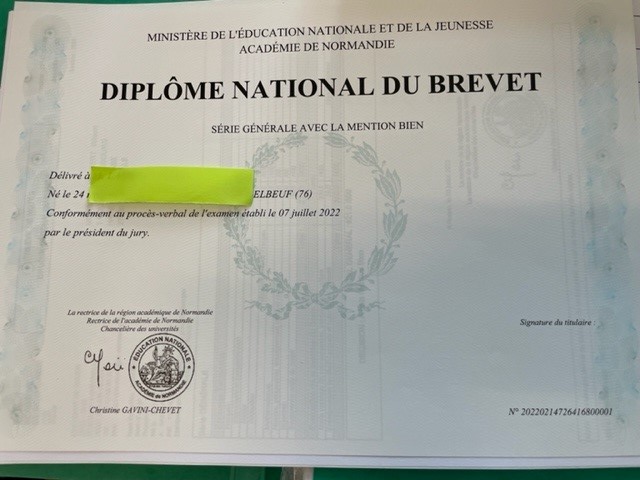 MINISTÈRE DE L'ÉDUCATION NATIONALE ET DE LA JEUNESSE
ACADÉMIE DE NORMANDIE
DIPLÔME NATIONAL DU BREVET
SÉRIE GÉNÉRALE AVEC LA MENTION BIEN
Délivré à
Né le 24 ELBEUF (76)
Conformément au procès-verbal de l'examen établi le 07 juillet 2022
par le président du jury.
La rectrice de la région académique de Normandie
Rectrice de l'académie de Normandie
Chancelière des universités
Signature du titulaire :
ÉDUCATION NATIONALE
ACADÉMIE de NORMANDIE
Christine GAVINI-CHEVET
N° 20220214726416800001